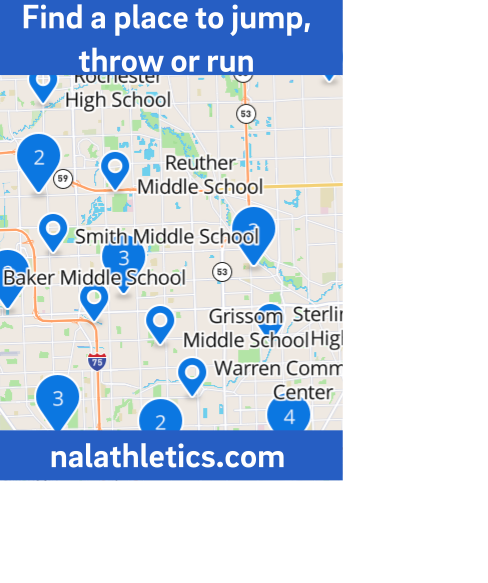 Find a place to jump,
throw or run
Rochester
High School
53
2
59
Reuther
Middle School
Smith Middle School
3
53
Baker Middle School
Grissom
Middle School
Sterlin
High
75
Warren Comm
Center
3
2
4
nalathletics.com